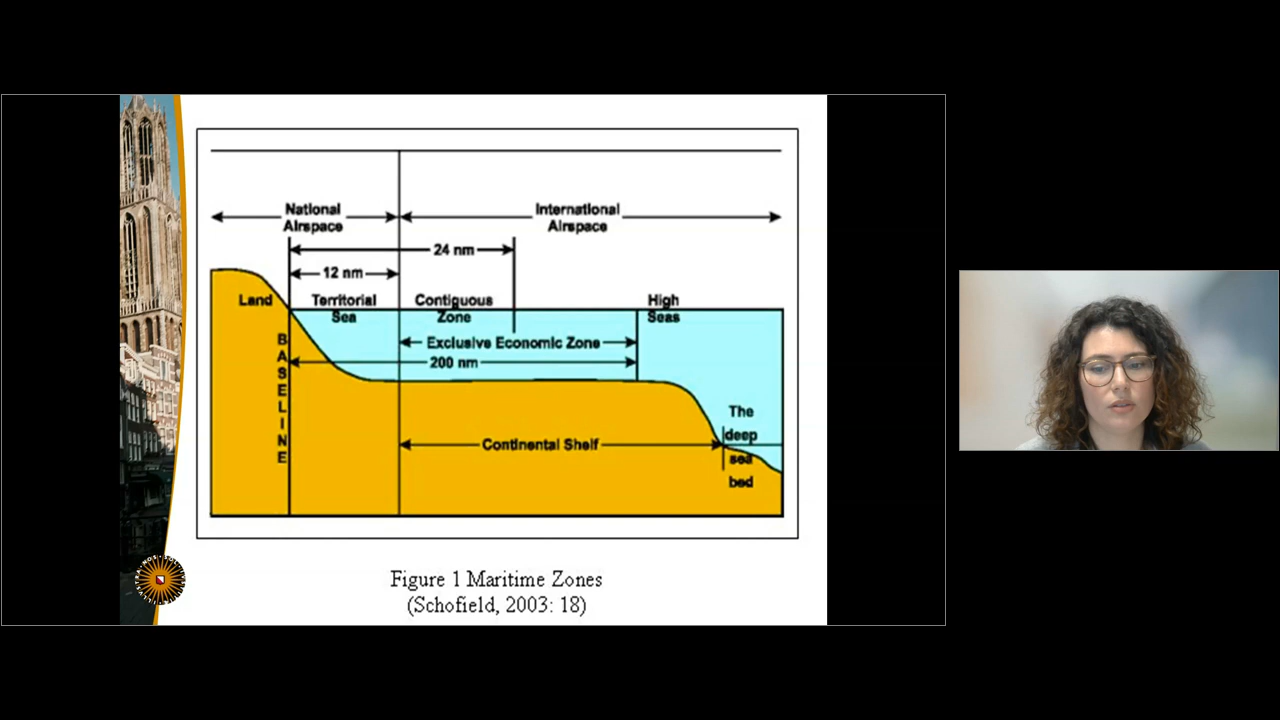 National
Airspace
International
Airspace
24 nm
12 nm
Land
Territorial
Sea
Contiguous
Zone
High
Seas
BASELINE
Exclusive Economic Zone
200 nm
The
deep
sea
bed
Continental Shelf
Figure 1 Maritime Zones
(Schofield, 2003: 18)